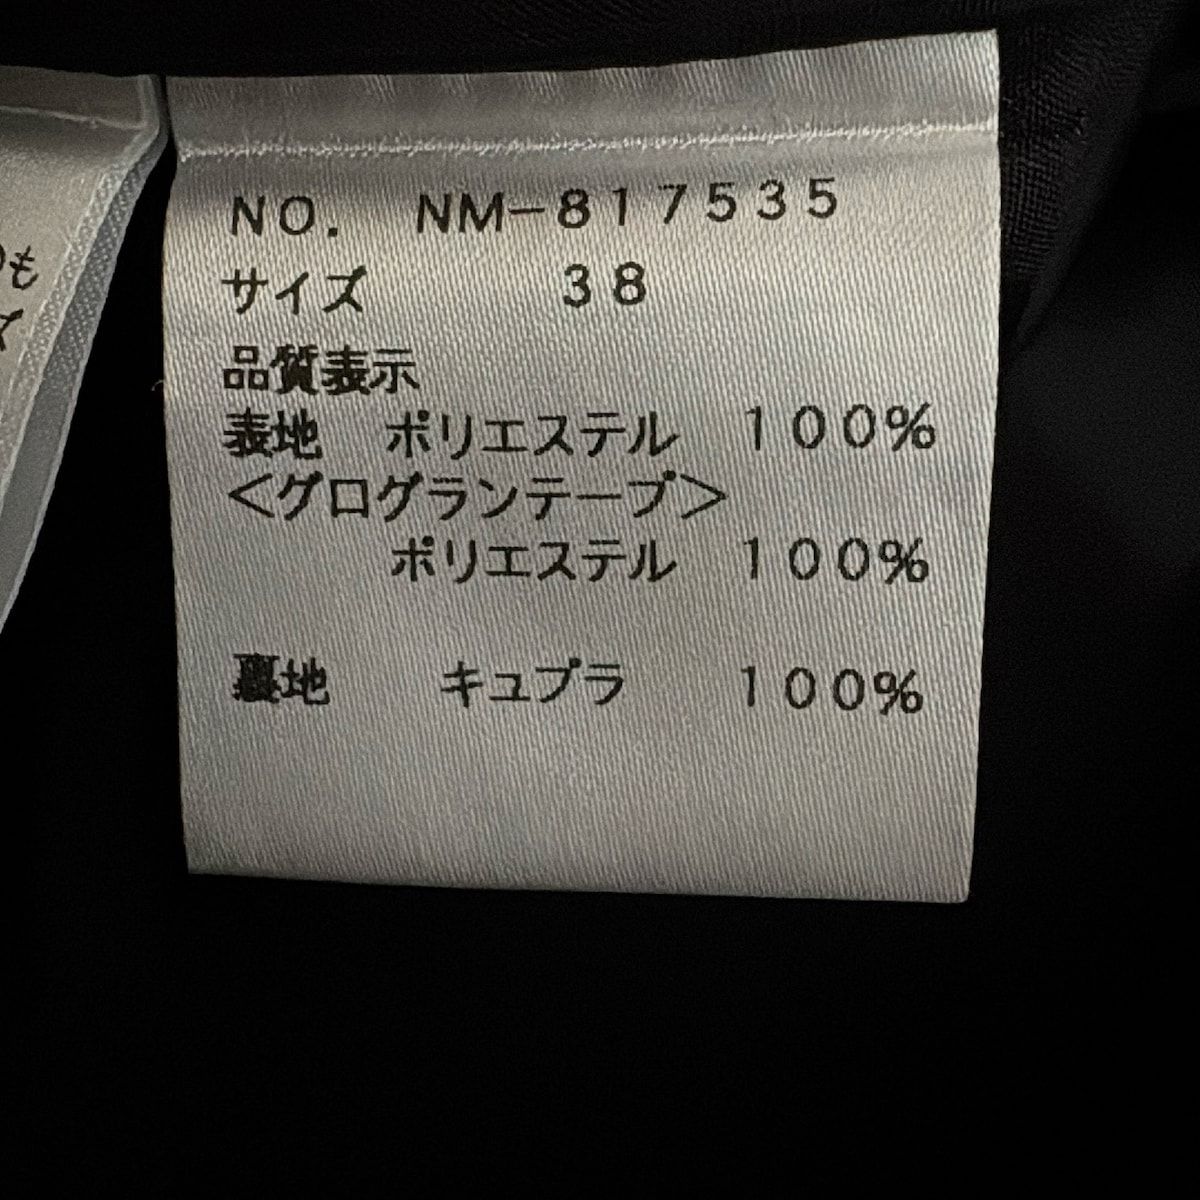 NO. NM-817535
サイズ 38
品質表示
表地 ポリエステル 100%
<グログランテープ>
ポリエステル 100%
裏地 キュプラ 100%
も